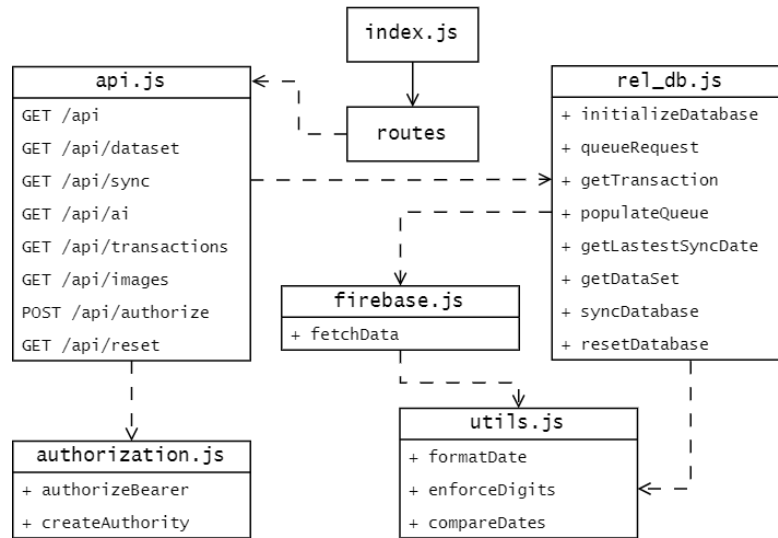 index.js
routes
api.js
GET /api
GET /api/dataset
GET /api/sync
GET /api/ai
GET /api/transactions
GET /api/images
POST /api/authorize
GET /api/reset
rel_db.js
+ initializeDatabase
+ queueRequest
+ getTransaction
+ populateQueue
+ getLastestSyncDate
+ getDataSet
+ syncDatabase
+ resetDatabase
firebase.js
+ fetchData
authorization.js
+ authorizeBearer
+ createAuthority
utils.js
+ formatDate
+ enforceDigits
+ compareDates